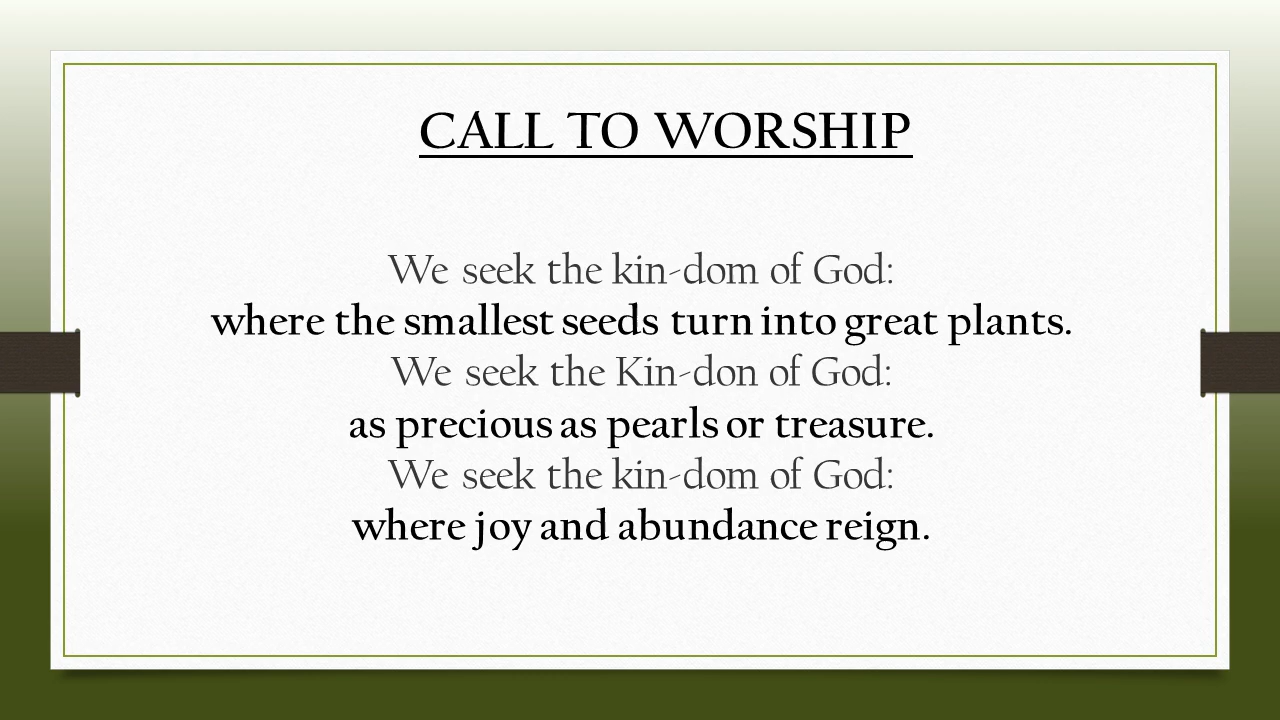 CALL TO WORSHIP
We seek the kin-dom of God:
where the smallest seeds turn into great plants.
We seek the Kin-don of God:
as precious as pearls or treasure.
We seek the kin-dom of God:
where joy and abundance reign.